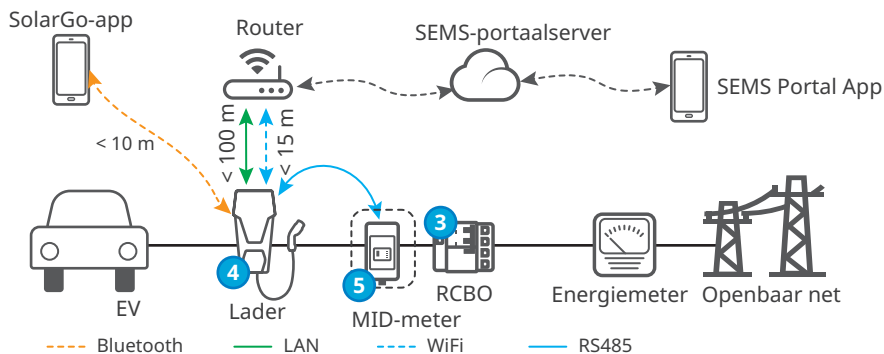 SolarGo-app
Router
SEMS-portaalserver
SEMS Portal App
< 10 m
< 100 m
< 15 m
3
4
5
EV
Lader
MID-meter
RCBO
Energiemeter
Openbaar net
Bluetooth
LAN
WiFi
RS485